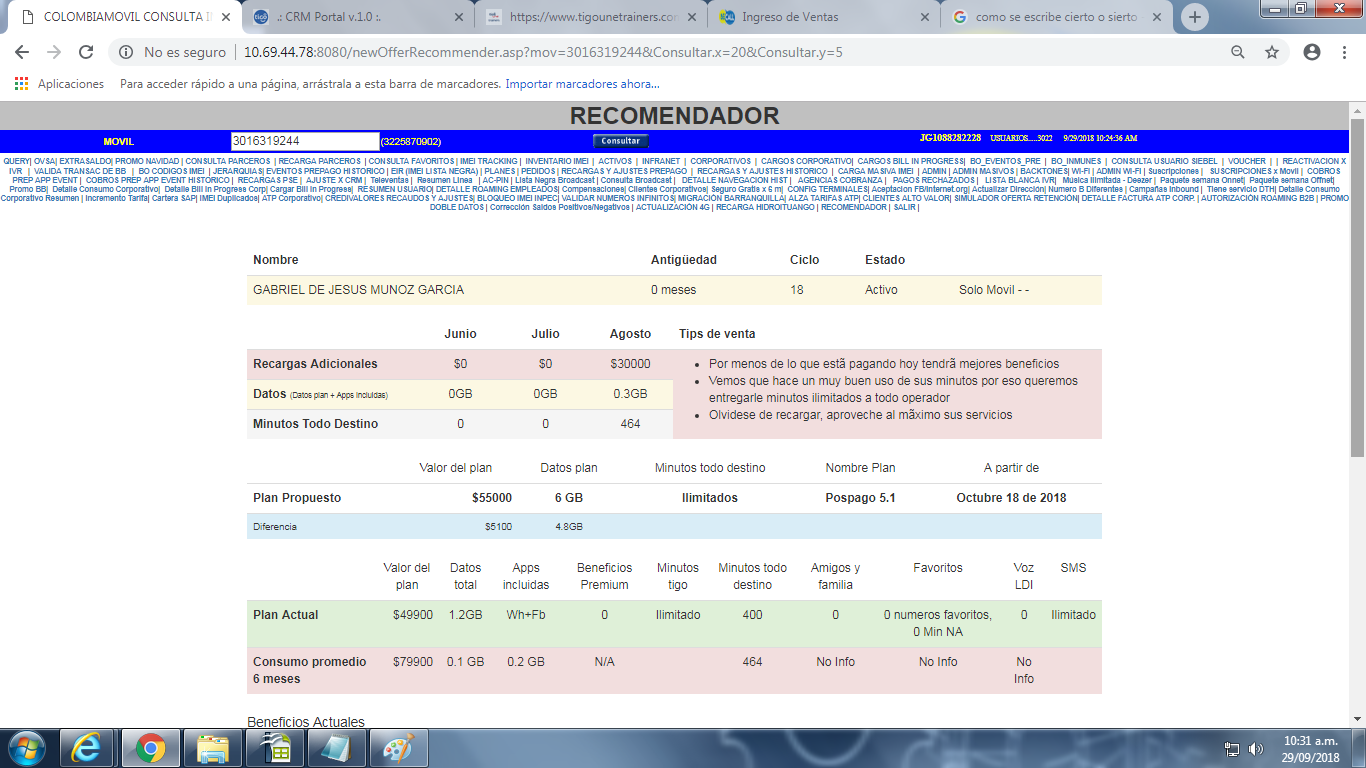 COLOMBIAMOVIL CONSULTA II
.: CRM Portal v.1.0 :.
https://www.tigounetrainers.com
Ingreso de Ventas
como se escribe cierto o sierto
No es seguro
10.69.44.78:8080/newOfferRecommender.asp?mov=3016319244&Consultar.x=20&Consultar.y=5
Aplicaciones
Para acceder rápido a una página, arrástrala a esta barra de marcadores.
Importar marcadores ahora...
RECOMENDADOR
MOVIL 3016319244 (3225870902) Consultar JG1088282228 USUARIOS.....3022 9/29/2018 10:24:36 AM
QUERY| OVSA| EXTRASALDO| PROMO NAVIDAD | CONSULTA PARCEROS | RECARGA PARCEROS | CONSULTA FAVORITOS | IMEI TRACKING | INVENTARIO IMEI | ACTIVOS | INFRANET | CORPORATIVOS | CARGOS CORPORATIVO| CARGOS BILL IN PROGRESS| BO_EVENTOS_PRE | BO_INMUNES | CONSULTA USUARIO SIEBEL | VOUCHER | | REACTIVACION X
IVR | VALIDA TRANSAC DE BB | BO CODIGOS IMEI | JERARQUIAS| EVENTOS PREPAGO HISTORICO | EIR (IMEI LISTA NEGRA) | PLANES | PEDIDOS | RECARGAS Y AJUSTES PREPAGO | RECARGAS Y AJUSTES HISTORICO | CARGA MASIVA IMEI | ADMIN | ADMIN MASIVOS | BACKTONES| WI-FI | ADMIN WI-FI | Suscripciones | SUSCRIPCIONES x Movil | COBROS
PREP APP EVENT | COBROS PREP APP EVENT HISTORICO | RECARGAS PSE | AJUSTE X CRM | Televentas | Resumen Linea | AC-PIN | Lista Negra Broadcast | Consulta Broadcast | DETALLE NAVEGACION HIST | AGENCIAS COBRANZA | PAGOS RECHAZADOS | LISTA BLANCA IVR| Música Ilimitada - Deezer | Paquete semana Onnet| Paquete semana Offnet|
Promo BB| Detalle Consumo Corporativo| Detalle Bill in Progress Corp| Cargar Bill in Progress| RESUMEN USUARIO| DETALLE ROAMING EMPLEADOS| Compensaciones| Clientes Corporativos| Seguro Gratis x 6 m| CONFIG TERMINALES| Aceptacion FB/Internet.org| Actualizar Dirección| Numero B Diferentes | Campañas Inbound | Tiene servicio DTH| Detalle Consumo
Corporativo Resumen | Incremento Tarifa| Cartera SAP| IMEI Duplicados| ATP Corporativo| CREDIVALORES RECAUDOS Y AJUSTES| BLOQUEO IMEI INPEC| VALIDAR NUMEROS INFINITOS| MIGRACIÓN BARRANQUILLA| ALZA TARIFAS ATP| CLIENTES ALTO VALOR| SIMULADOR OFERTA RETENCIÓN| DETALLE FACTURA ATP CORP. | AUTORIZACIÓN ROAMING B2B | PROMO
DOBLE DATOS | Corrección Saldos Positivos/Negativos | ACTUALIZACIÓN 4G | RECARGA HIDROITUANGO | RECOMENDADOR | SALIR |
Nombre Antigüedad Ciclo Estado
GABRIEL DE JESUS MUNOZ GARCIA 0 meses 18 Activo Solo Movil - -
Junio Julio Agosto Tips de venta
Recargas Adicionales $0 $0 $30000
Datos (Datos plan + Apps incluidas) 0GB 0GB 0.3GB
Minutos Todo Destino 0 0 464
Por menos de lo que estã pagando hoy tendrã mejores beneficios
Vemos que hace un muy buen uso de sus minutos por eso queremos
entregarle minutos ilimitados a todo operador
Olvidese de recargar, aproveche al mãximo sus servicios
Valor del plan Datos plan Minutos todo destino Nombre Plan A partir de
Plan Propuesto $55000 6 GB Ilimitados Pospago 5.1 Octubre 18 de 2018
Diferencia $5100 4.8GB
Valor del Datos Apps Beneficios Minutos Minutos todo Amigos y Favoritos Voz SMS
plan total incluidas Premium tigo destino familia LDI
Plan Actual $49900 1.2GB Wh+Fb 0 Ilimitado 400 0 0 numeros favoritos, 0 Ilimitado
0 Min NA
Consumo promedio $79900 0.1 GB 0.2 GB N/A 464 No Info No Info No
6 meses Info
Beneficios Actuales
10:31 a.m.
29/09/2018